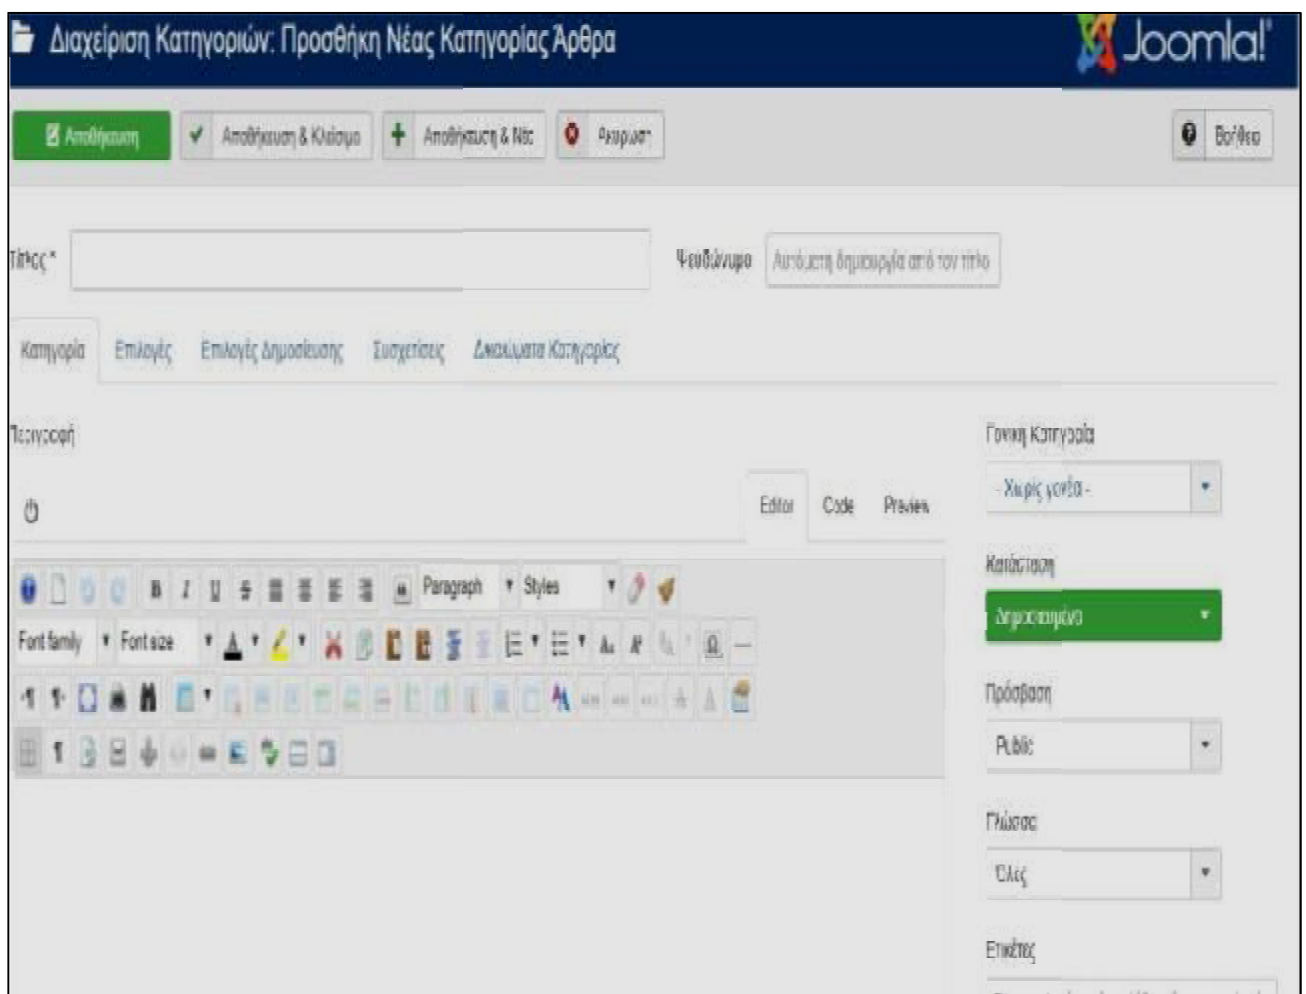 Διαχείριση Κατηγοριών: Προσθήκη Νέας Κατηγορίας Άρθρα
Joomla!
Αποθήκευση
Αποθήκευση & Κλείσιμο
Αποθήκευση & Νέο
Ακύρωση
Βοήθεια
Τίτλος *
Ψευδώνυμο
Αυτόματη δημιουργία από τον τίτλο
Κατηγορία Επιλογές Επιλογές Δημοσίευσης Συσχετίσεις Δικαιώματα Κατηγορίας
Περιγραφή
Editor Code Preview
Paragraph Styles
Font family Font size
Γονική Κατηγορία
- Χωρίς γονέα -
Κατάσταση
Δημοσιευμένο
Πρόσβαση
Public
Γλώσσα
Όλες
Ετικέτες